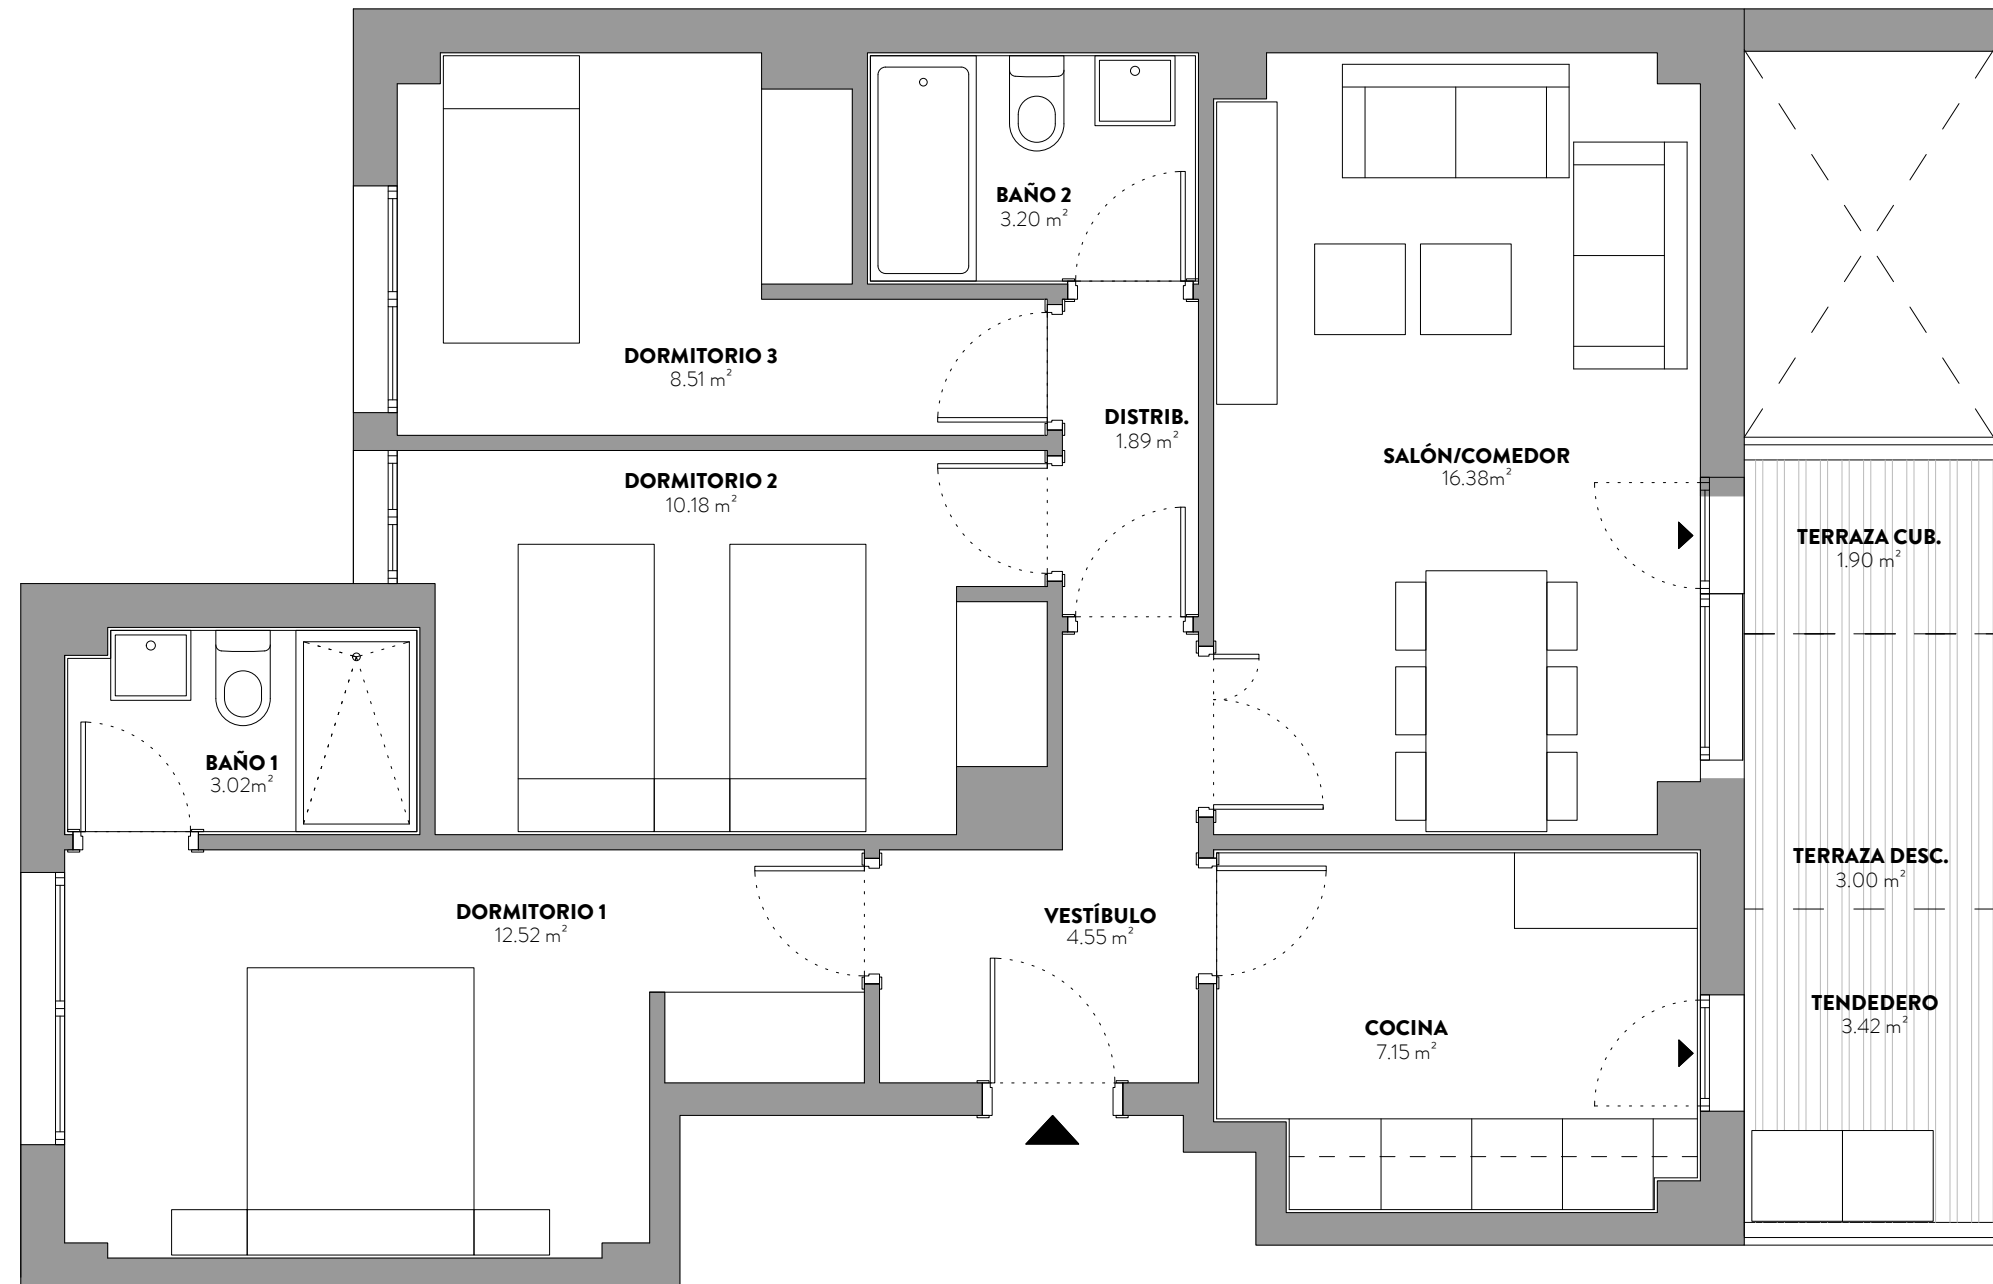 BAÑO 2
3.20 m²
DORMITORIO 3
8.51 m²
DISTRIB.
1.89 m²
SALÓN/COMEDOR
16.38m²
DORMITORIO 2
10.18 m²
TERRAZA CUB.
1.90 m²
BAÑO 1
3.02m²
TERRAZA DESC.
3.00 m²
DORMITORIO 1
12.52 m²
VESTÍBULO
4.55 m²
COCINA
7.15 m²
TENDEDERO
3.42 m²